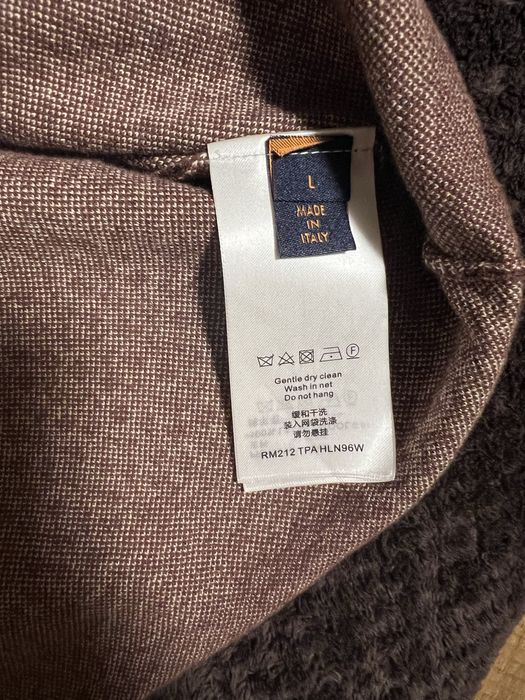 L
MADE
IN
ITALY
F
Gentle dry clean
Wash in net
Do not hang
缓和干洗
装入网袋洗涤
请勿悬挂
RM212 TPA HLN96W